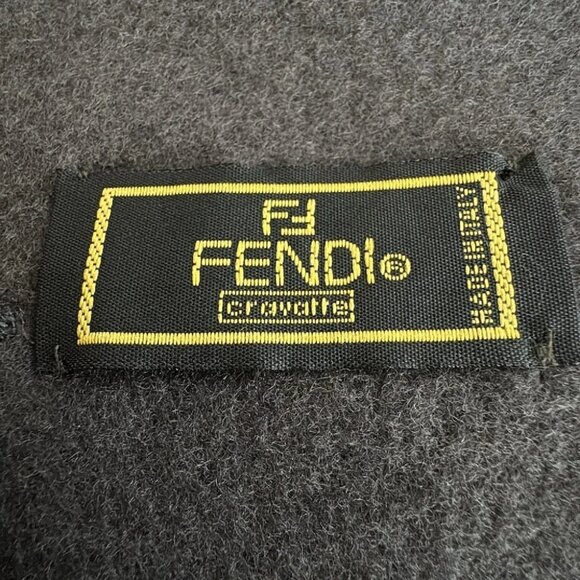 FF
FENDI®
cravatte
MADE IN ITALY